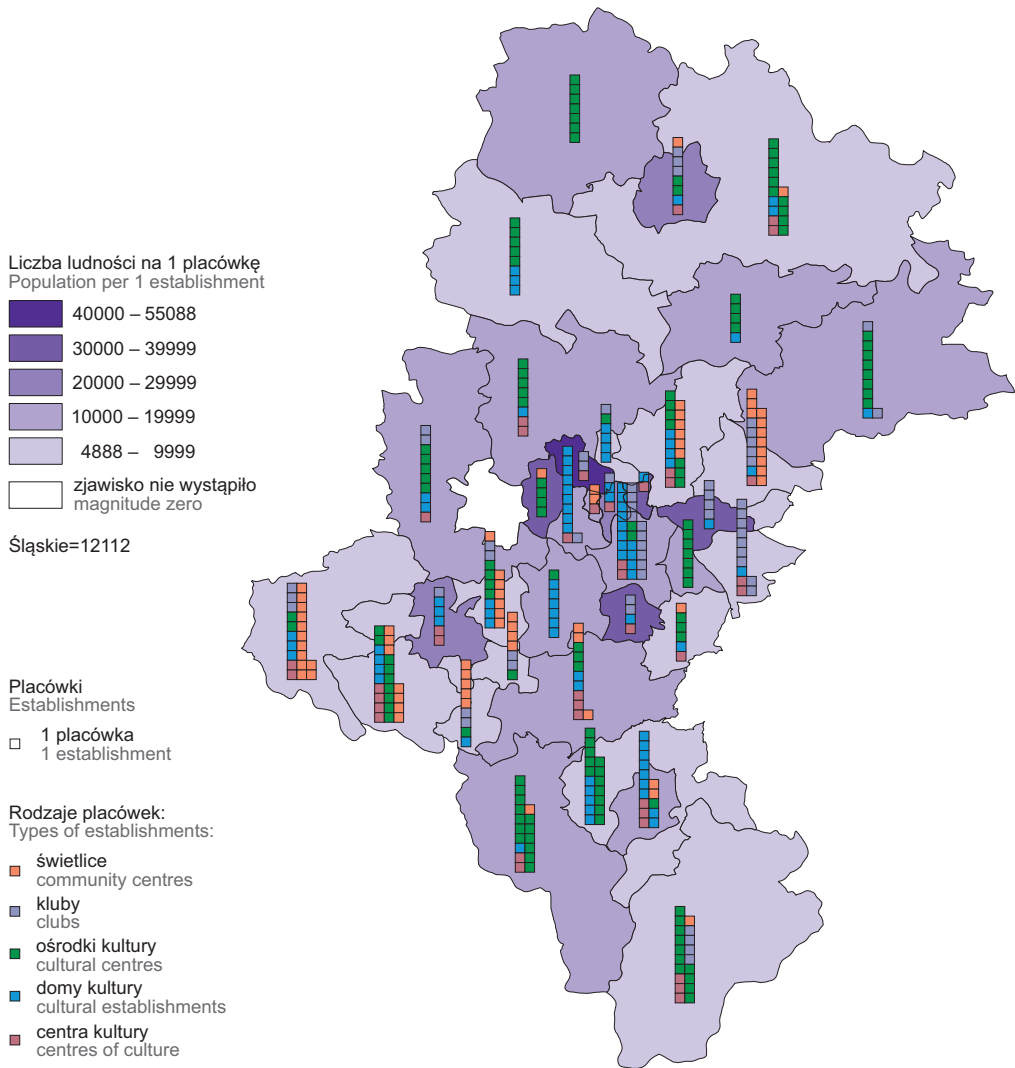 Liczba ludności na 1 placówkę
Population per 1 establishment
40000 – 55088
30000 – 39999
20000 – 29999
10000 – 19999
4888 – 9999
zjawisko nie wystąpiło
magnitude zero
Śląskie=12112
Placówki
Establishments
1 placówka
1 establishment
Rodzaje placówek:
Types of establishments:
świetlice
community centres
kluby
clubs
ośrodki kultury
cultural centres
domy kultury
cultural establishments
centra kultury
centres of culture